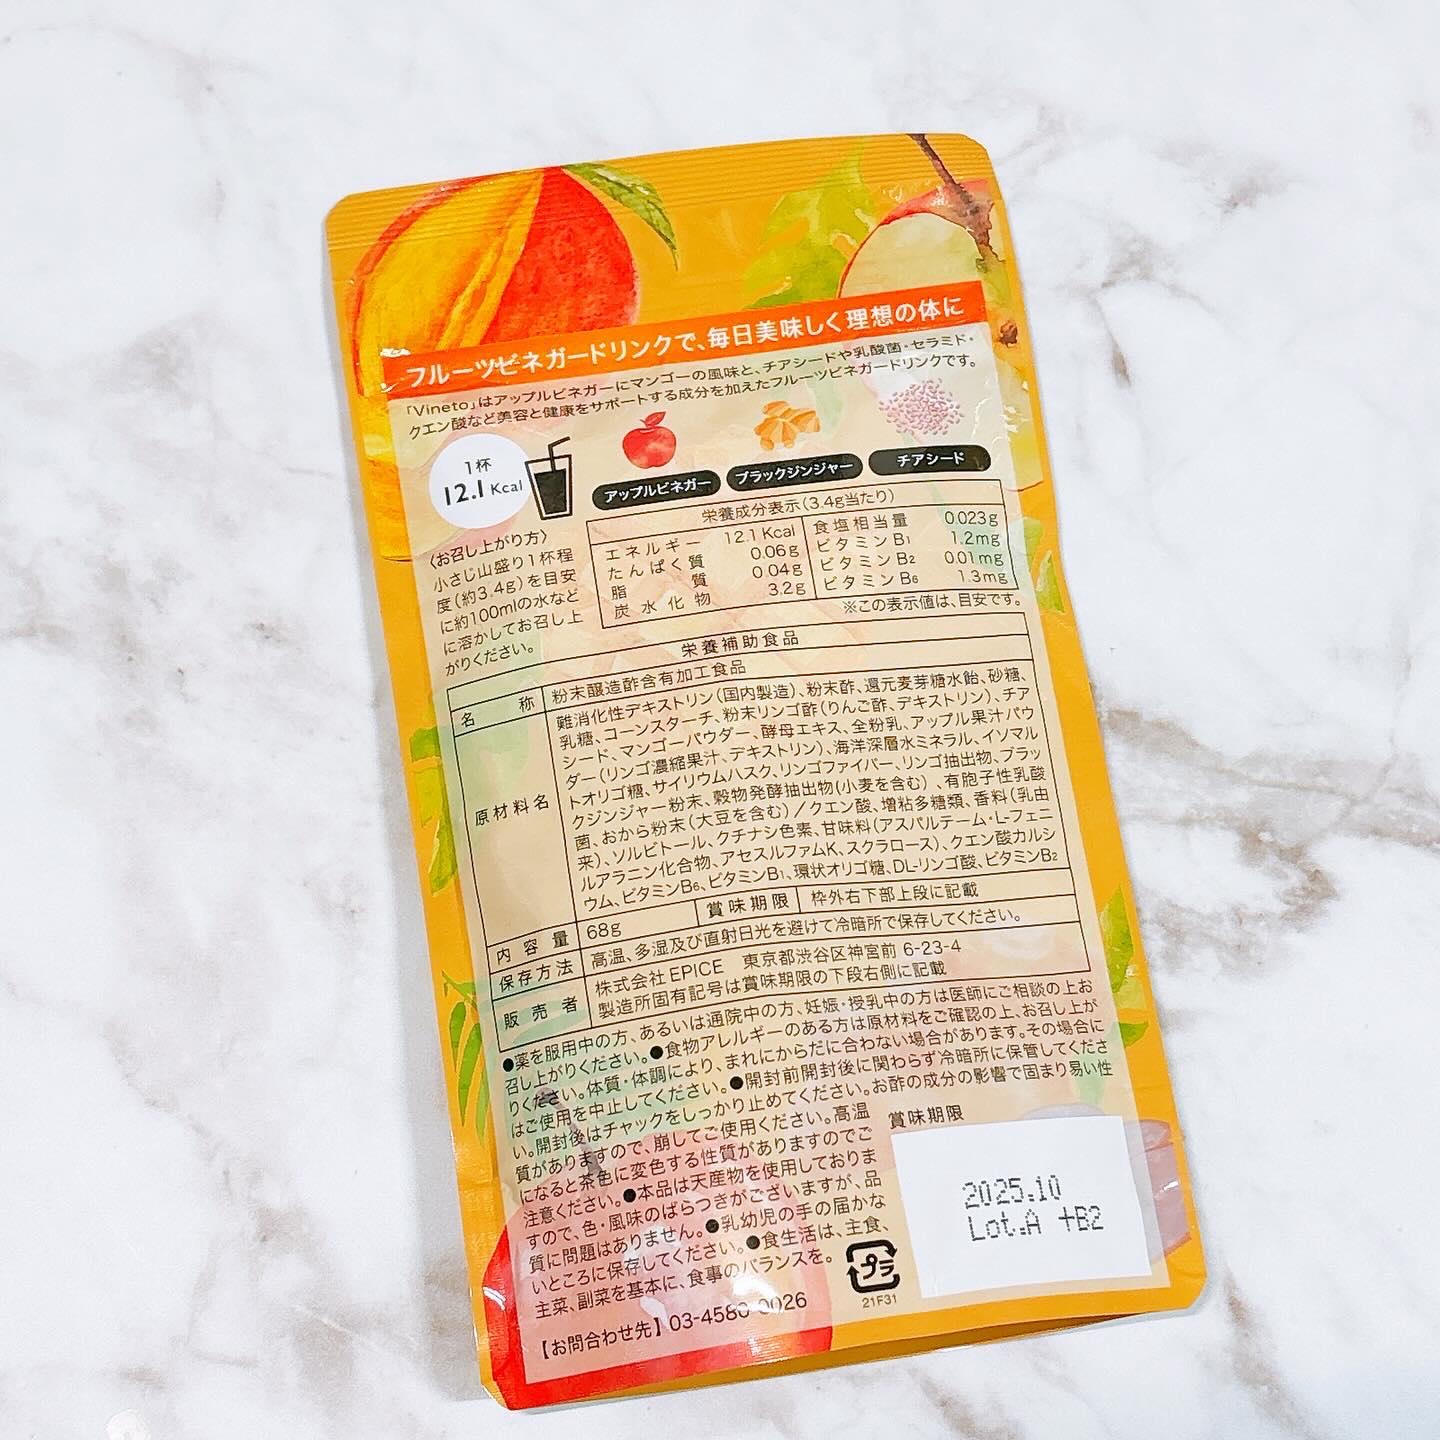 フルーツビネガードリンクで、毎日美味しく理想の体に
「Vineto」はアップルビネガーにマンゴーの風味と、チアシードや乳酸菌・セラミド・
クエン酸など美容と健康をサポートする成分を加えたフルーツビネガードリンクです。
1杯
12.1 Kcal
アップルビネガー
ブラックジンジャー
チアシード
〈お召し上がり方〉
小さじ山盛り1杯程
度(約3.4g)を目安
に約100mlの水など
に溶かしてお召し上
がりください。
栄養成分表示(3.4g当たり)
エネルギー 12.1 Kcal
たんぱく質 0.06g
脂質 0.04g
炭水化物 3.2g
食塩相当量 0.023g
ビタミンB1 1.2mg
ビタミンB2 0.01mg
ビタミンB6 1.3mg
※この表示値は、目安です。
栄養補助食品
名称 粉末醸造酢含有加工食品
原材料名
難消化性デキストリン(国内製造)、粉末酢、還元麦芽糖水飴、砂糖、
乳糖、コーンスターチ、粉末リンゴ酢(りんご酢、デキストリン)、チア
シード、マンゴーパウダー、酵母エキス、全粉乳、アップル果汁パウ
ダー(リンゴ濃縮果汁、デキストリン)、海洋深層水ミネラル、イソマル
トオリゴ糖、サイリウムハスク、リンゴファイバー、リンゴ抽出物、ブラッ
クジンジャー粉末、穀物発酵抽出物(小麦を含む)、有胞子性乳酸
菌、おから粉末(大豆を含む)/クエン酸、増粘多糖類、香料(乳由
来)、ソルビトール、クチナシ色素、甘味料(アスパルテーム・L-フェニ
ルアラニン化合物、アセスルファムK、スクラロース)、クエン酸カルシ
ウム、ビタミンB6、ビタミンB1、環状オリゴ糖、DL-リンゴ酸、ビタミンB2
内容量 68g 賞味期限 枠外右下部上段に記載
保存方法 高温、多湿及び直射日光を避けて冷暗所で保存してください。
販売者
株式会社EPICE 東京都渋谷区神宮前 6-23-4
製造所固有記号は賞味期限の下段右側に記載
●薬を服用中の方、あるいは通院中の方、妊娠・授乳中の方は医師にご相談の上お
召し上がりください。●食物アレルギーのある方は原材料をご確認の上、お召し上が
りください。体質・体調により、まれにからだに合わない場合があります。その場合に
はご使用を中止してください。●開封前開封後に関わらず冷暗所に保管してくださ
い。開封後はチャックをしっかり止めてください。お酢の成分の影響で固まり易い性
質がありますので、崩してご使用ください。高温
になると茶色に変色する性質がありますのでご
注意ください。●本品は天産物を使用しておりま
すので、色・風味のばらつきがございますが、品
質に問題はありません。●乳幼児の手の届かな
いところに保存してください。●食生活は、主食、
主菜、副菜を基本に、食事のバランスを。
【お問合わせ先】03-4580-0026
プラ
21F31
賞味期限
2025.10
Lot.A +B2